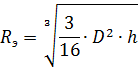 Rэ = ∛(3/16 · D² · h)